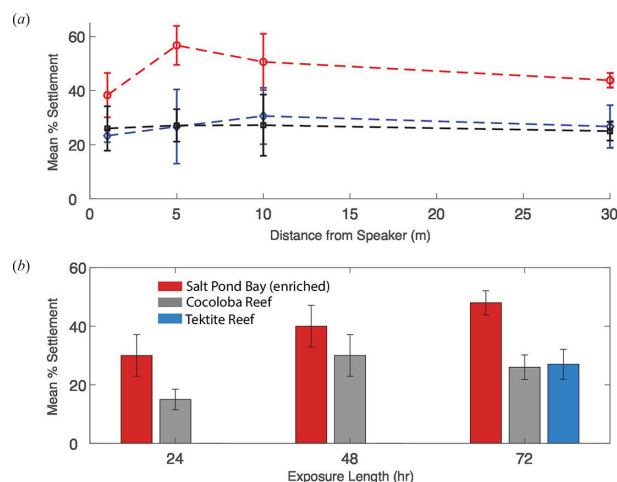 (a)
60
40
20
0
Mean % Settlement
0 5 10 15 20 25 30
Distance from Speaker (m)
(b)
60
40
20
0
Mean % Settlement
Salt Pond Bay (enriched)
Cocoloba Reef
Tektite Reef
24 48 72
Exposure Length (hr)